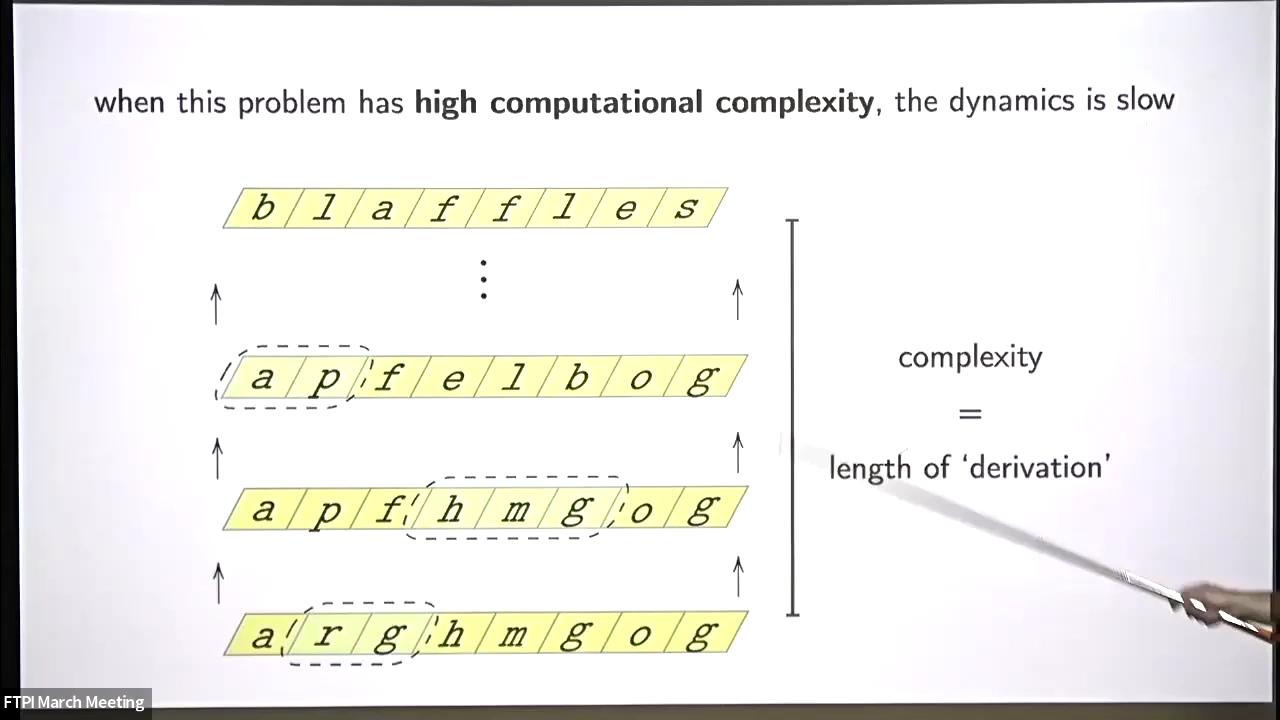 when this problem has high computational complexity, the dynamics is slow
b l a f f l e s
⋮
a p f e l b o g
complexity
=
length of ‘derivation’
a p f h m g o g
a r g h m g o g
FTPI March Meeting